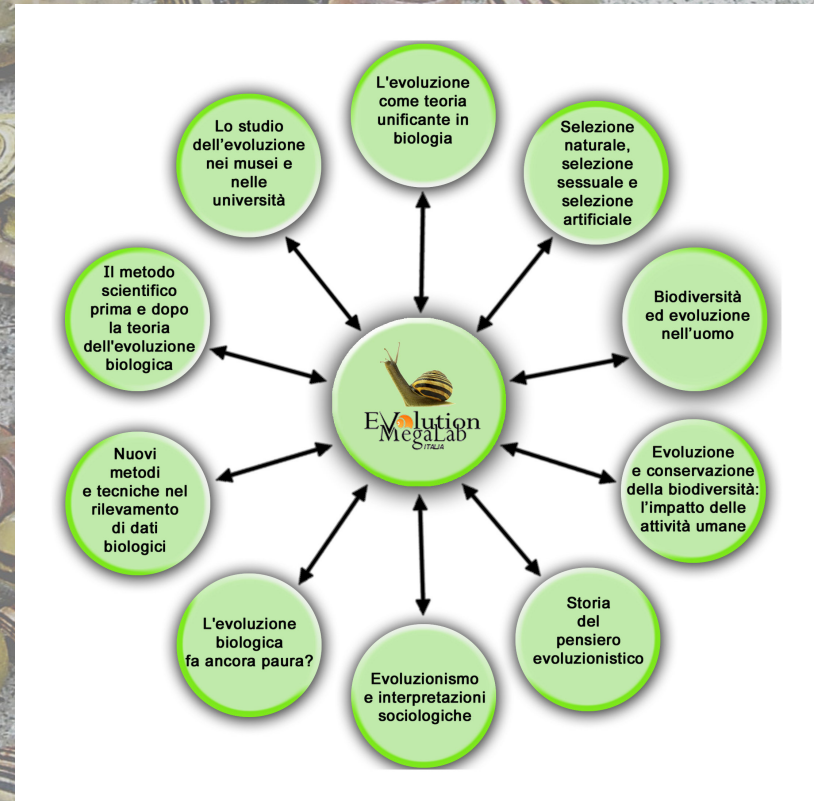 L'evoluzione
come teoria
unificante in
biologia
Selezione
naturale,
selezione
sessuale e
selezione
artificiale
Biodiversità
ed evoluzione
nell'uomo
Evoluzione
e conservazione
della biodiversità:
l'impatto delle
attività umane
Storia
del
pensiero
evoluzionistico
Evoluzionismo
e interpretazioni
sociologiche
L'evoluzione
biologica
fa ancora paura?
Nuovi
metodi
e tecniche nel
rilevamento
di dati
biologici
Il metodo
scientifico
prima e dopo
la teoria
dell'evoluzione
biologica
Lo studio
dell'evoluzione
nei musei e
nelle
università
Evolution
MegaLab
ITALIA